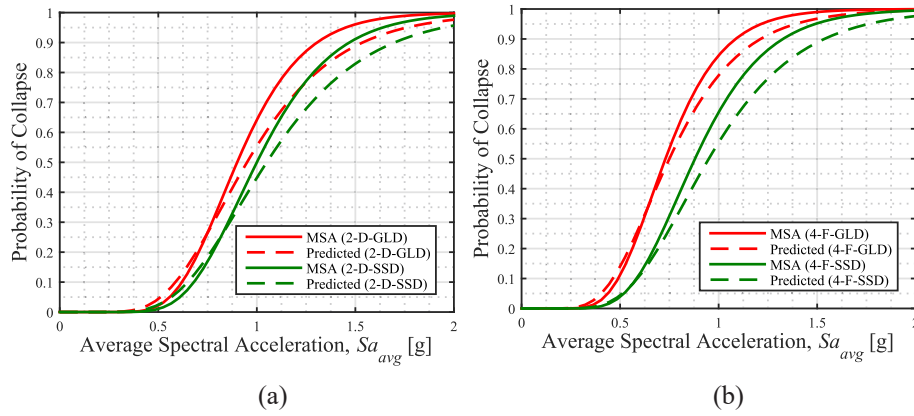 Probability of Collapse
1
0.9
0.8
0.7
0.6
0.5
0.4
0.3
0.2
0.1
0
0 0.5 1 1.5 2
MSA (2-D-GLD)
Predicted (2-D-GLD)
MSA (2-D-SSD)
Predicted (2-D-SSD)
Average Spectral Acceleration, Sa_avg [g]
(a)
Probability of Collapse
1
0.9
0.8
0.7
0.6
0.5
0.4
0.3
0.2
0.1
0
0 0.5 1 1.5 2
MSA (4-F-GLD)
Predicted (4-F-GLD)
MSA (4-F-SSD)
Predicted (4-F-SSD)
Average Spectral Acceleration, Sa_avg [g]
(b)